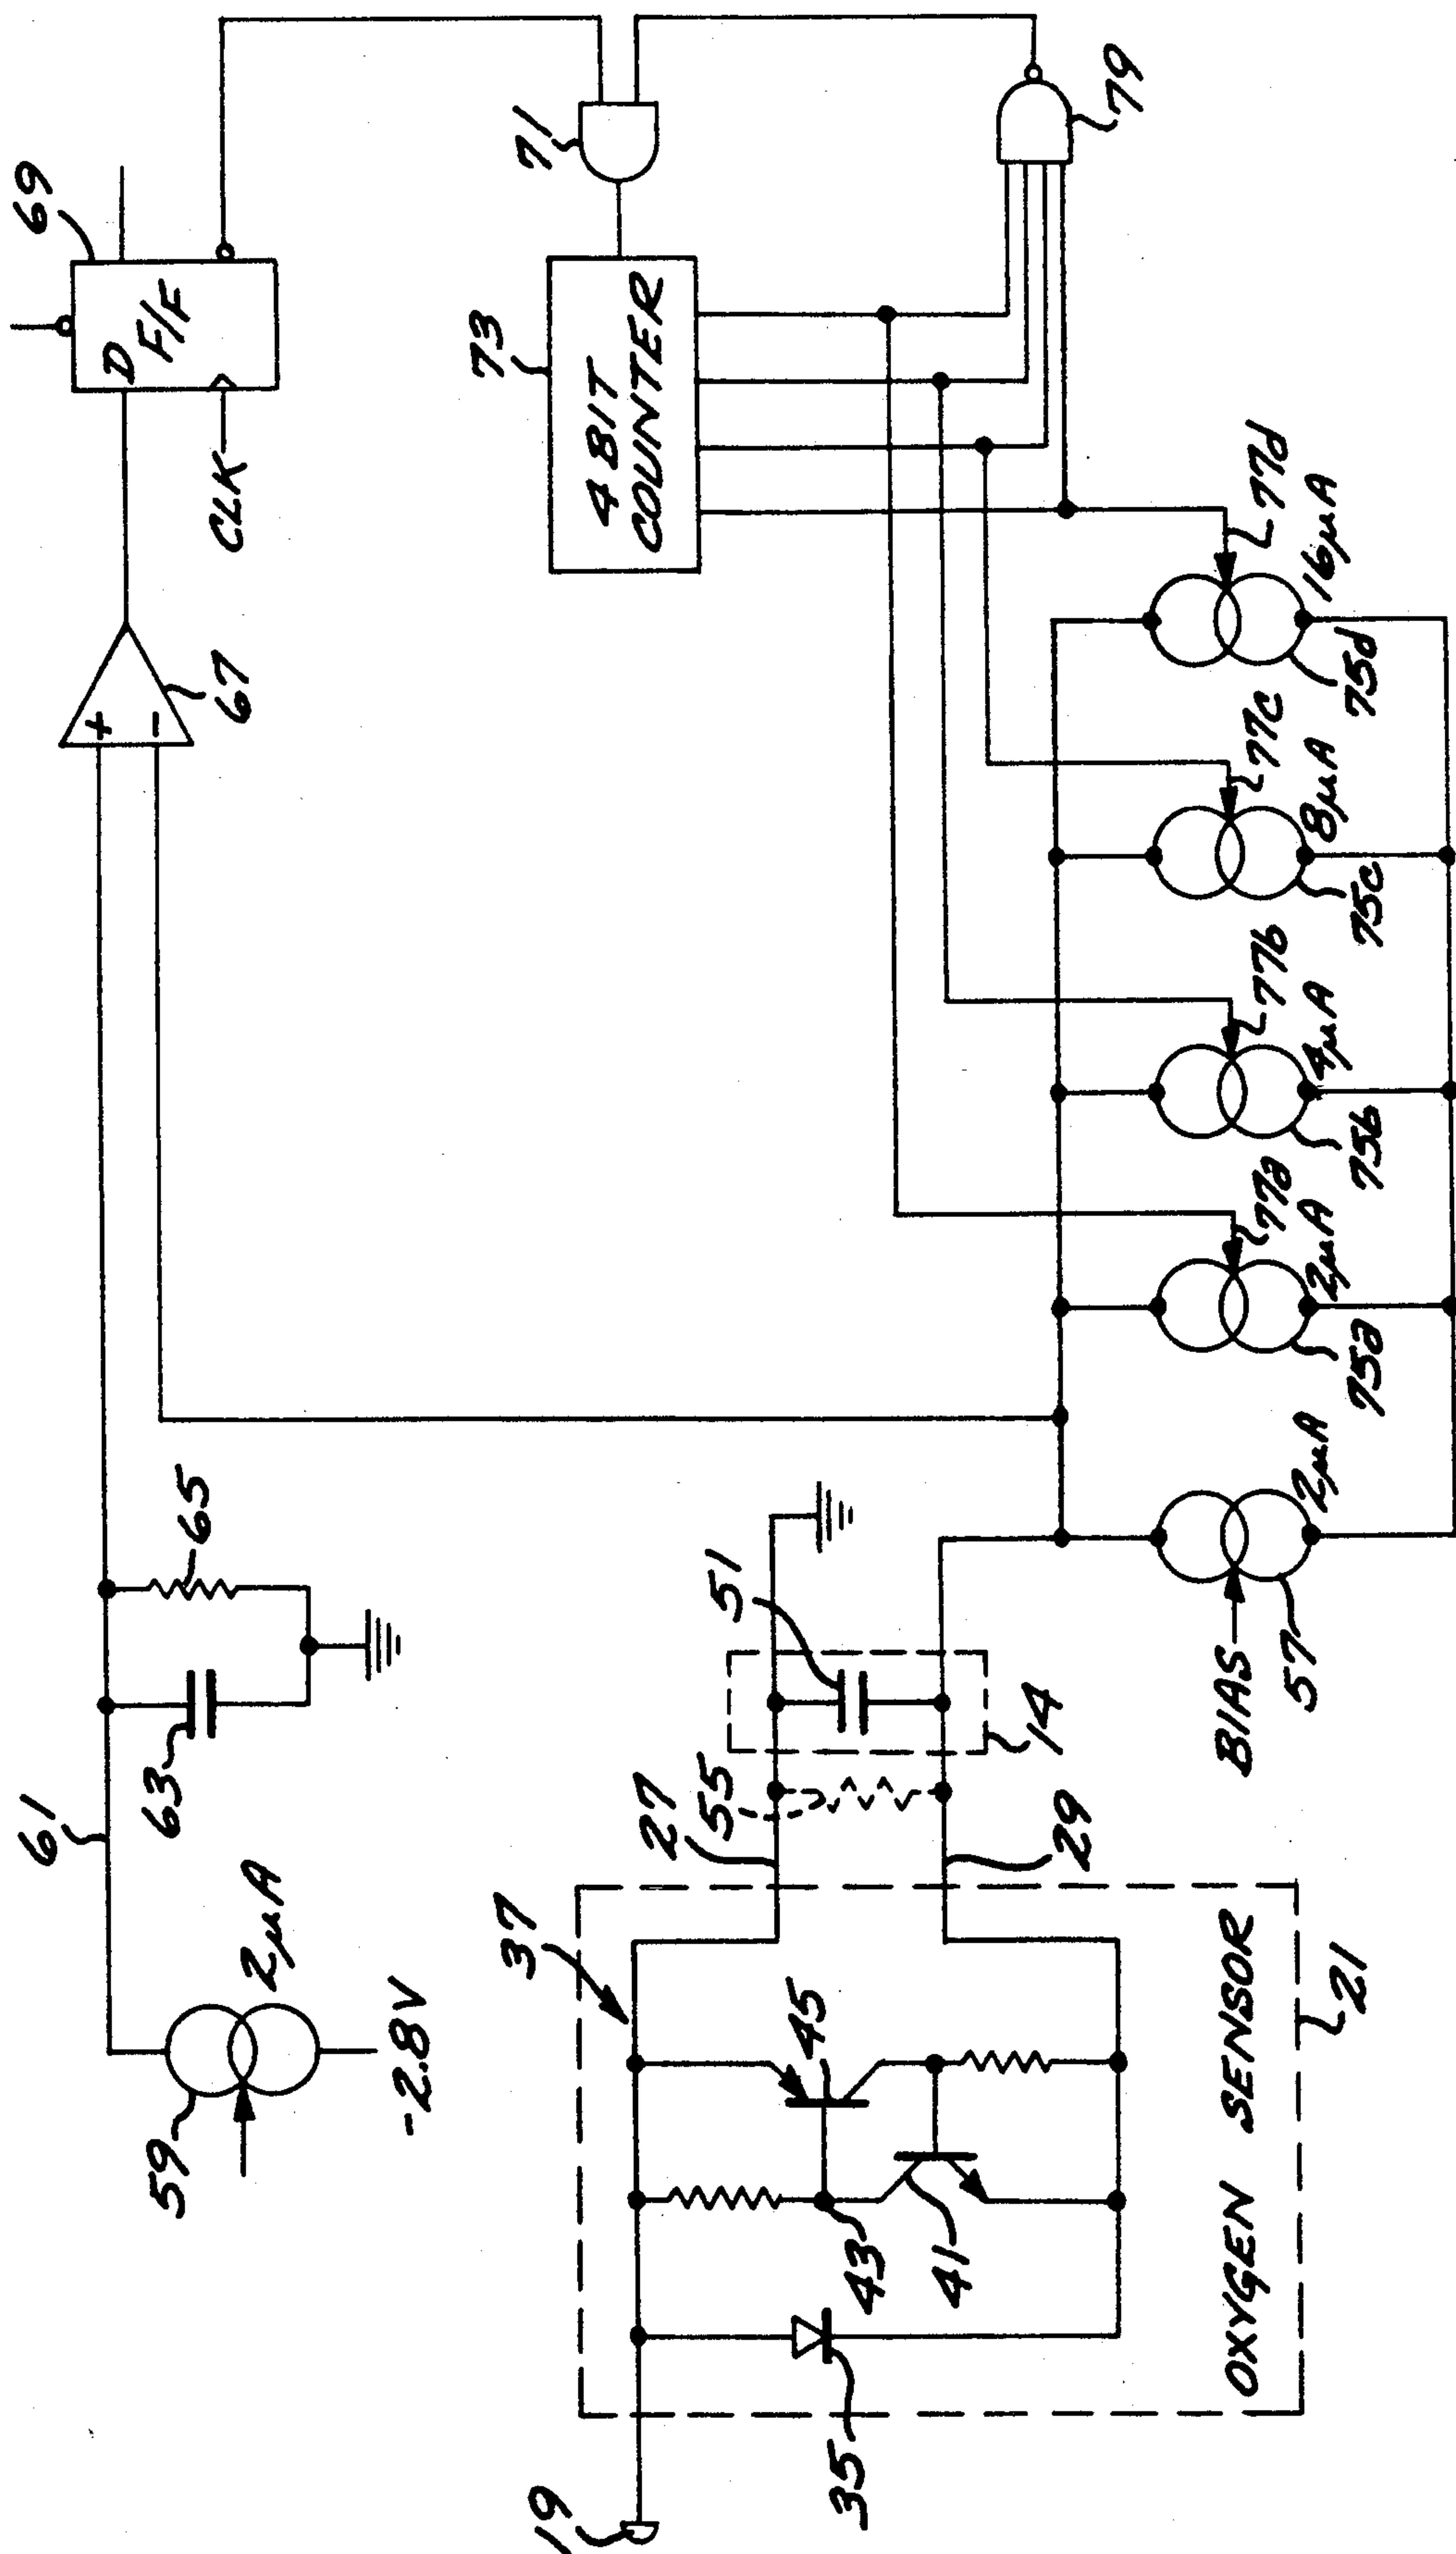 61
59
2μA
-2.8V
63
65
67
+
-
D
F/F
CLK
69
71
73
4 BIT
COUNTER
79
19
37
45
43
41
35
OXYGEN SENSOR
21
27
55
29
51
14
BIAS
57
2μA
75a
2μA
77a
75b
4μA
77b
75c
8μA
77c
75d
16μA
77d